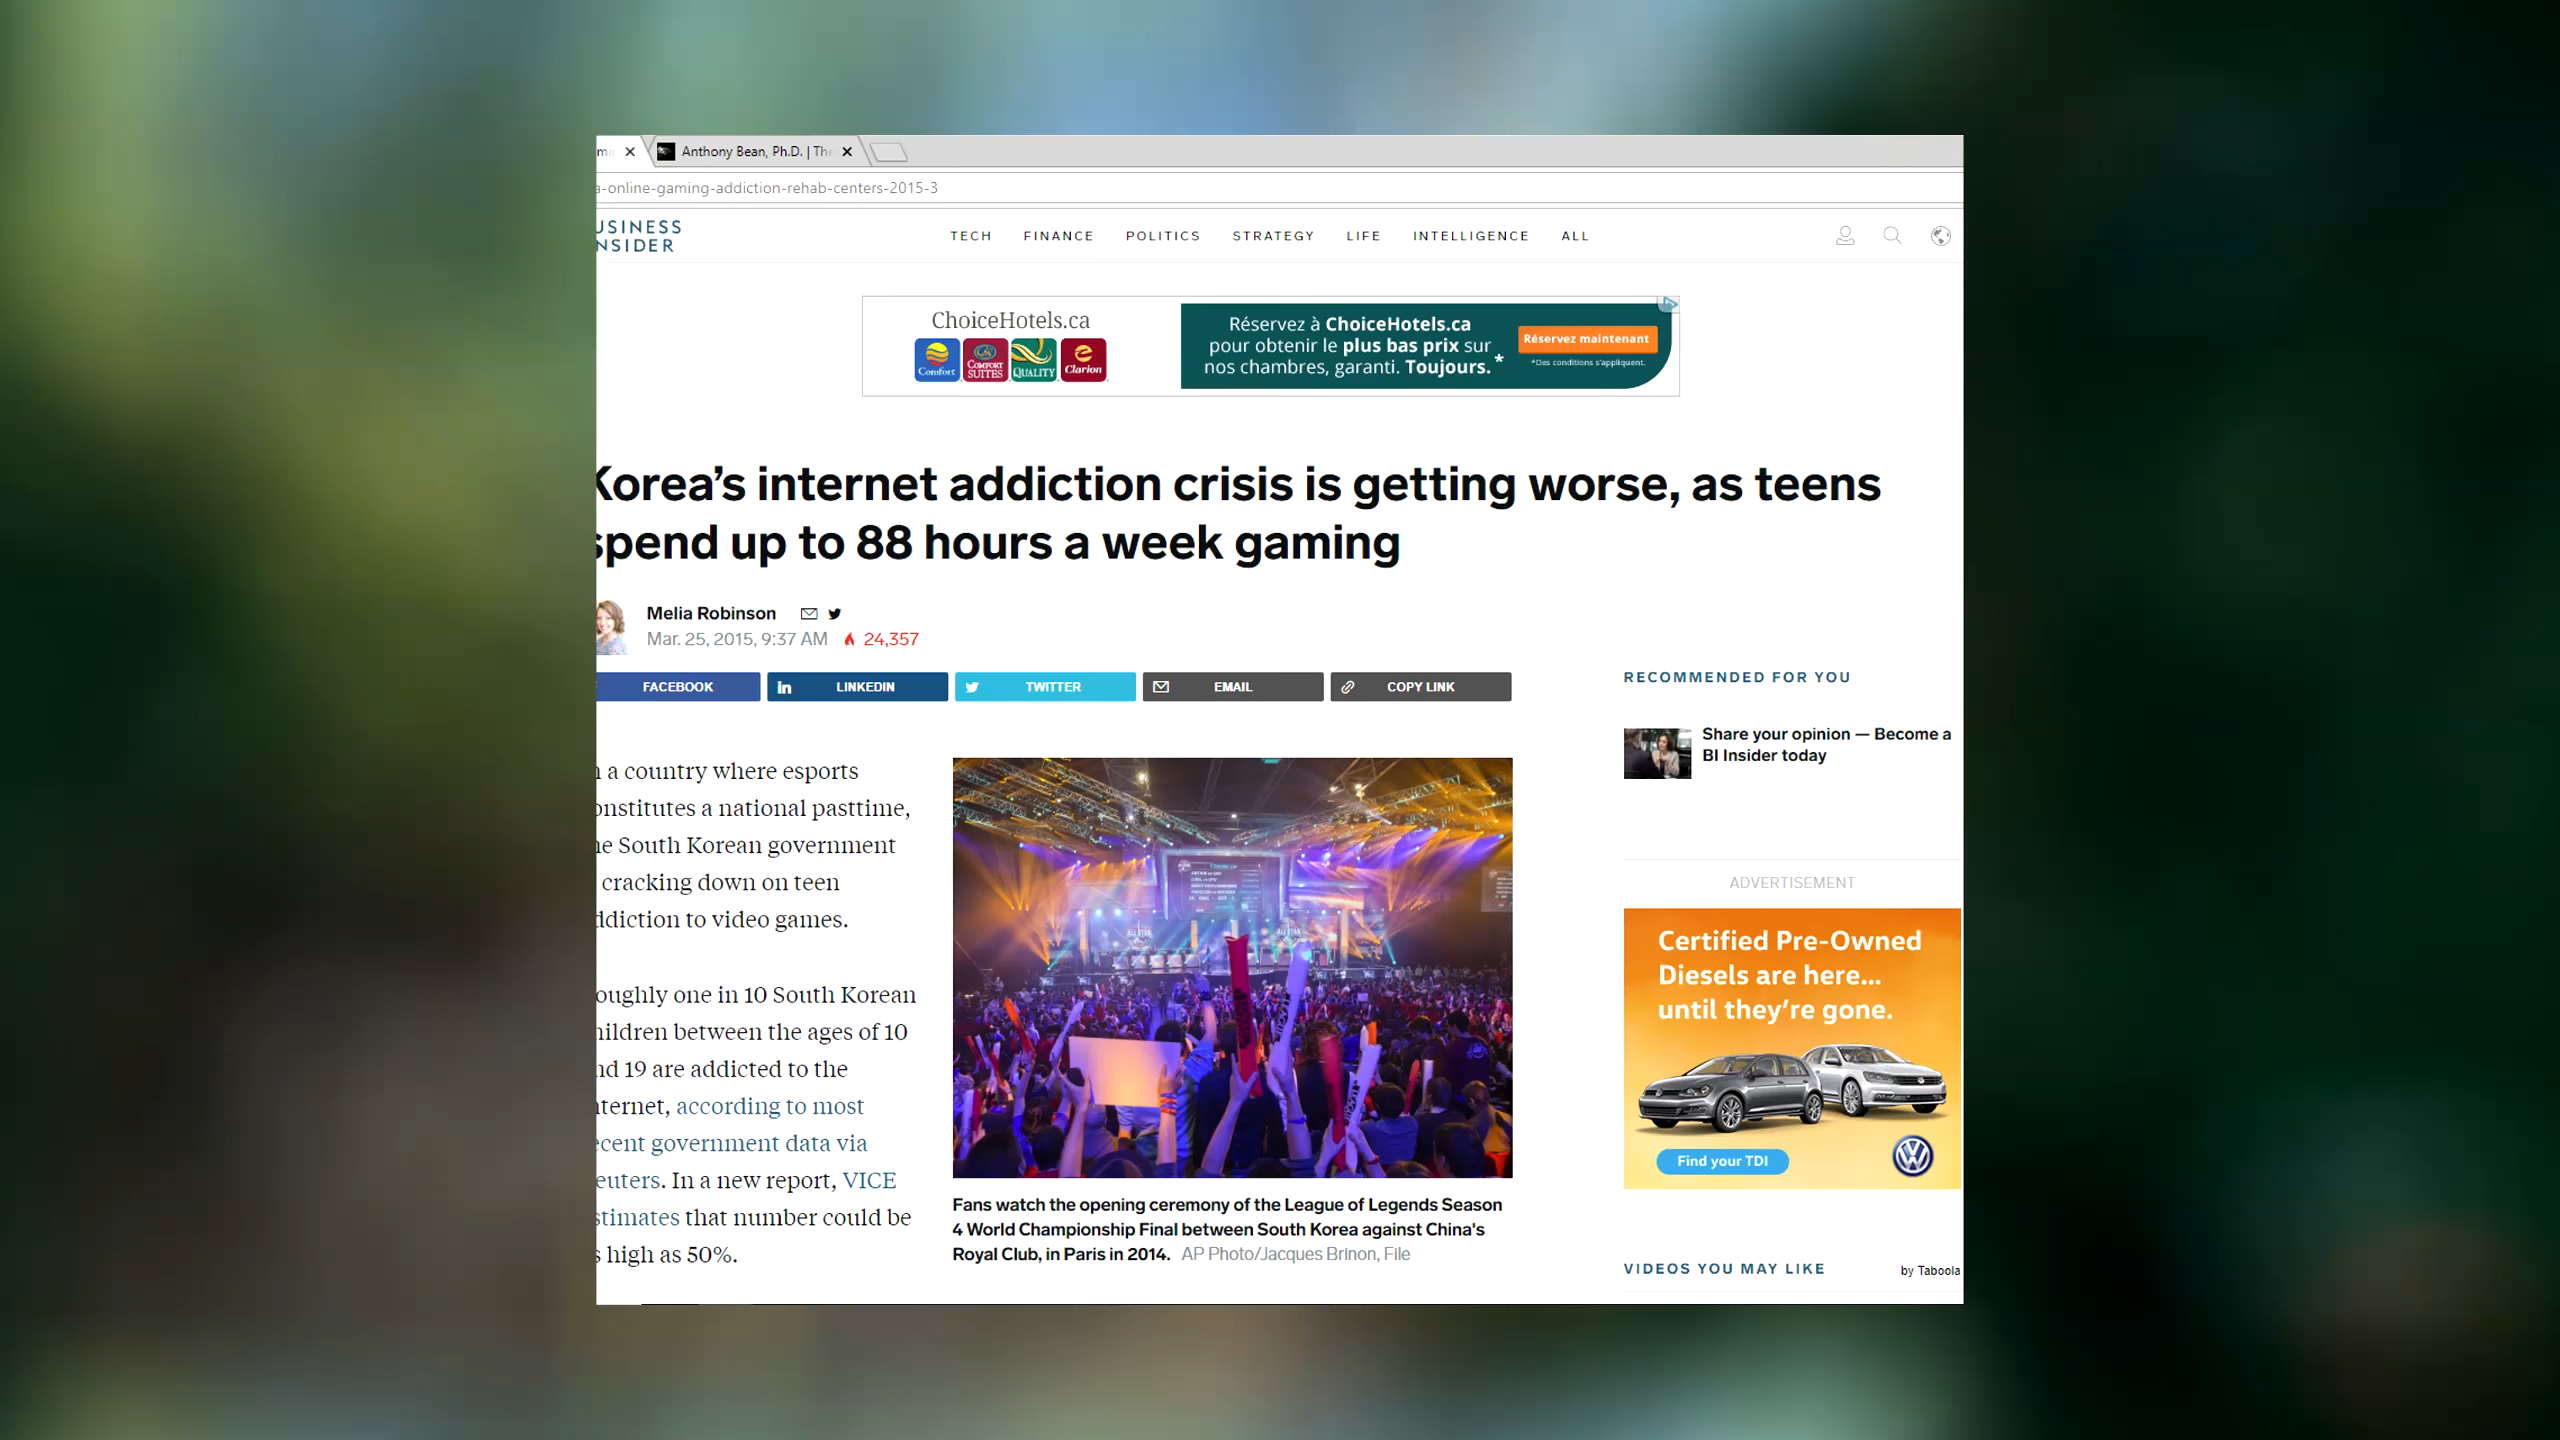 Anthony Bean, Ph.D. | The
a-online-gaming-addiction-rehab-centers-2015-3
USINESS
NSIDER
TECH FINANCE POLITICS STRATEGY LIFE INTELLIGENCE ALL
ChoiceHotels.ca
Comfort
COMFORT SUITES
QUALITY
Clarion
Réservez à ChoiceHotels.ca
pour obtenir le plus bas prix sur
nos chambres, garanti. Toujours.*
Réservez maintenant
*Des conditions s'appliquent.
Korea's internet addiction crisis is getting worse, as teens
spend up to 88 hours a week gaming
Melia Robinson
Mar. 25, 2015, 9:37 AM 24,357
FACEBOOK
in LINKEDIN
TWITTER
EMAIL
COPY LINK
a country where esports
onstitutes a national pasttime,
he South Korean government
cracking down on teen
ddiction to video games.
oughly one in 10 South Korean
hildren between the ages of 10
nd 19 are addicted to the
nternet, according to most
ecent government data via
euters. In a new report, VICE
stimates that number could be
s high as 50%.
Fans watch the opening ceremony of the League of Legends Season
4 World Championship Final between South Korea against China's
Royal Club, in Paris in 2014. AP Photo/Jacques Brinon, File
RECOMMENDED FOR YOU
Share your opinion — Become a
BI Insider today
ADVERTISEMENT
Certified Pre-Owned
Diesels are here...
until they're gone.
Find your TDI
VIDEOS YOU MAY LIKE
by Taboola